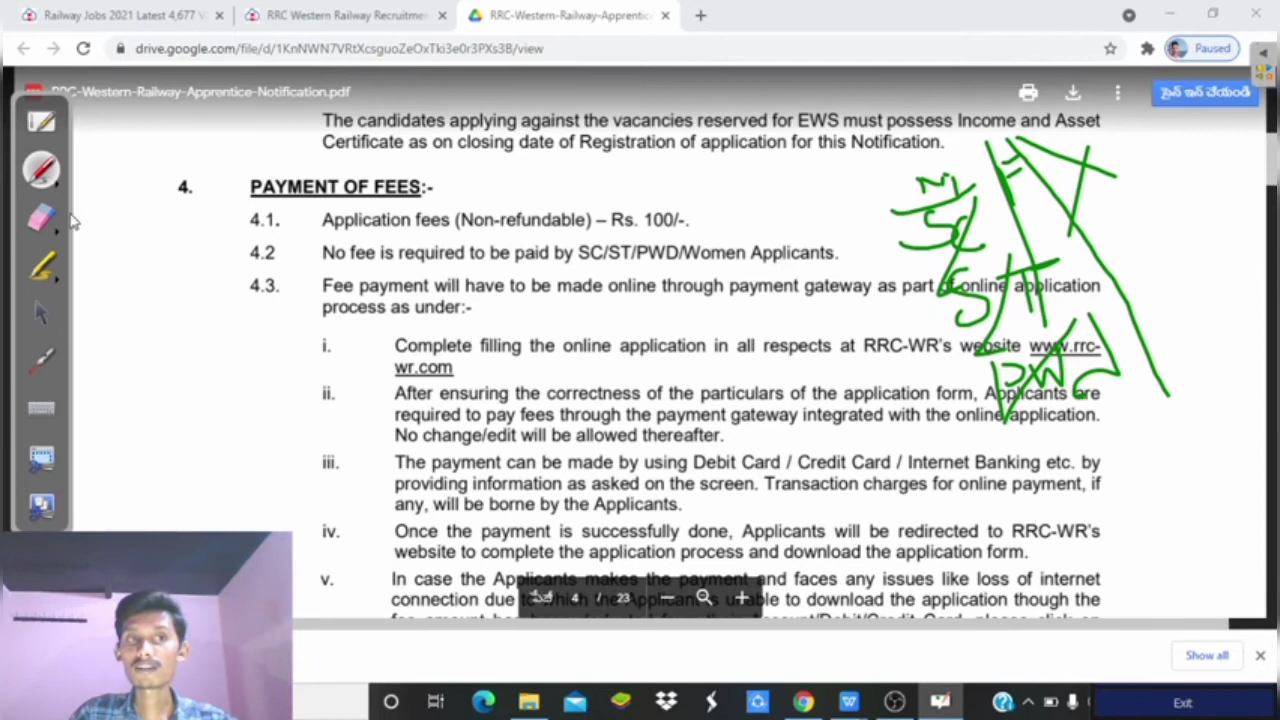 Railway Jobs 2021 Latest 4,677 V
RRC Western Railway Recruitmen
RRC-Western-Railway-Apprentice
drive.google.com/file/d/1KnNWN7VRtXcsguoZeOxTki3e0r3PXs3B/view
Paused
RRC-Western-Railway-Apprentice-Notification.pdf
సైన్ ఇన్ చేయండి
The candidates applying against the vacancies reserved for EWS must possess Income and Asset
Certificate as on closing date of Registration of application for this Notification.
4. PAYMENT OF FEES:-
4.1. Application fees (Non-refundable) – Rs. 100/-.
4.2 No fee is required to be paid by SC/ST/PWD/Women Applicants.
4.3. Fee payment will have to be made online through payment gateway as part of online application
process as under:-
i. Complete filling the online application in all respects at RRC-WR's website www.rrc-
wr.com
ii. After ensuring the correctness of the particulars of the application form, Applicants are
required to pay fees through the payment gateway integrated with the online application.
No change/edit will be allowed thereafter.
iii. The payment can be made by using Debit Card / Credit Card / Internet Banking etc. by
providing information as asked on the screen. Transaction charges for online payment, if
any, will be borne by the Applicants.
iv. Once the payment is successfully done, Applicants will be redirected to RRC-WR's
website to complete the application process and download the application form.
v. In case the Applicants makes the payment and faces any issues like loss of internet
connection due to which the Applicant is unable to download the application though the
పేజీ 4 / 23
SC
ST
PWD
Show all
Exit